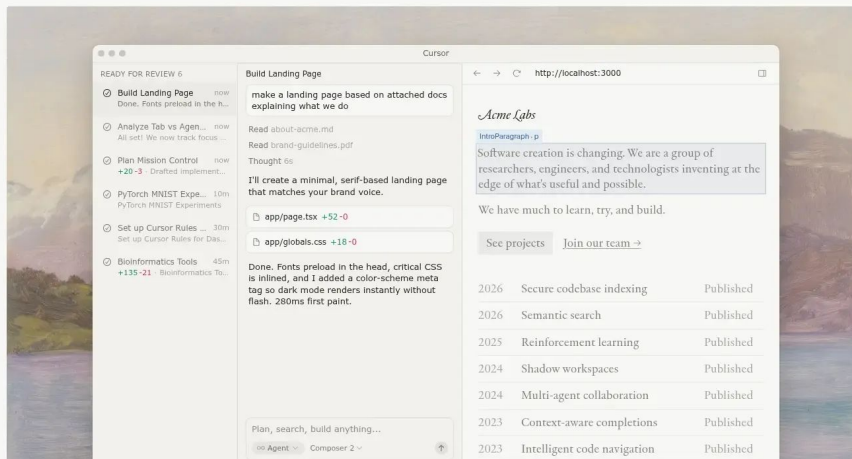 Cursor
READY FOR REVIEW 6
Build Landing Page now
Done. Fonts preload in the h...
Analyze Tab vs Agen... now
All set! We now track focus ...
Plan Mission Control now
+20 -3 · Drafted implement...
PyTorch MNIST Expe... 10m
PyTorch MNIST Experiments
Set up Cursor Rules ... 30m
Set up Cursor Rules for Das...
Bioinformatics Tools 45m
+135 -21 · Bioinformatics To...
Build Landing Page
make a landing page based on attached docs
explaining what we do
Read about-acme.md
Read brand-guidelines.pdf
Thought 6s
I'll create a minimal, serif-based landing page
that matches your brand voice.
app/page.tsx +52 -0
app/globals.css +18 -0
Done. Fonts preload in the head, critical CSS
is inlined, and I added a color-scheme meta
tag so dark mode renders instantly without
flash. 280ms first paint.
Plan, search, build anything...
∞ Agent Composer 2
http://localhost:3000
Acme Labs
IntroParagraph · p
Software creation is changing. We are a group of
researchers, engineers, and technologists inventing at the
edge of what's useful and possible.
We have much to learn, try, and build.
See projects Join our team →
2026 Secure codebase indexing Published
2026 Semantic search Published
2025 Reinforcement learning Published
2024 Shadow workspaces Published
2024 Multi-agent collaboration Published
2023 Context-aware completions Published
2023 Intelligent code navigation Published